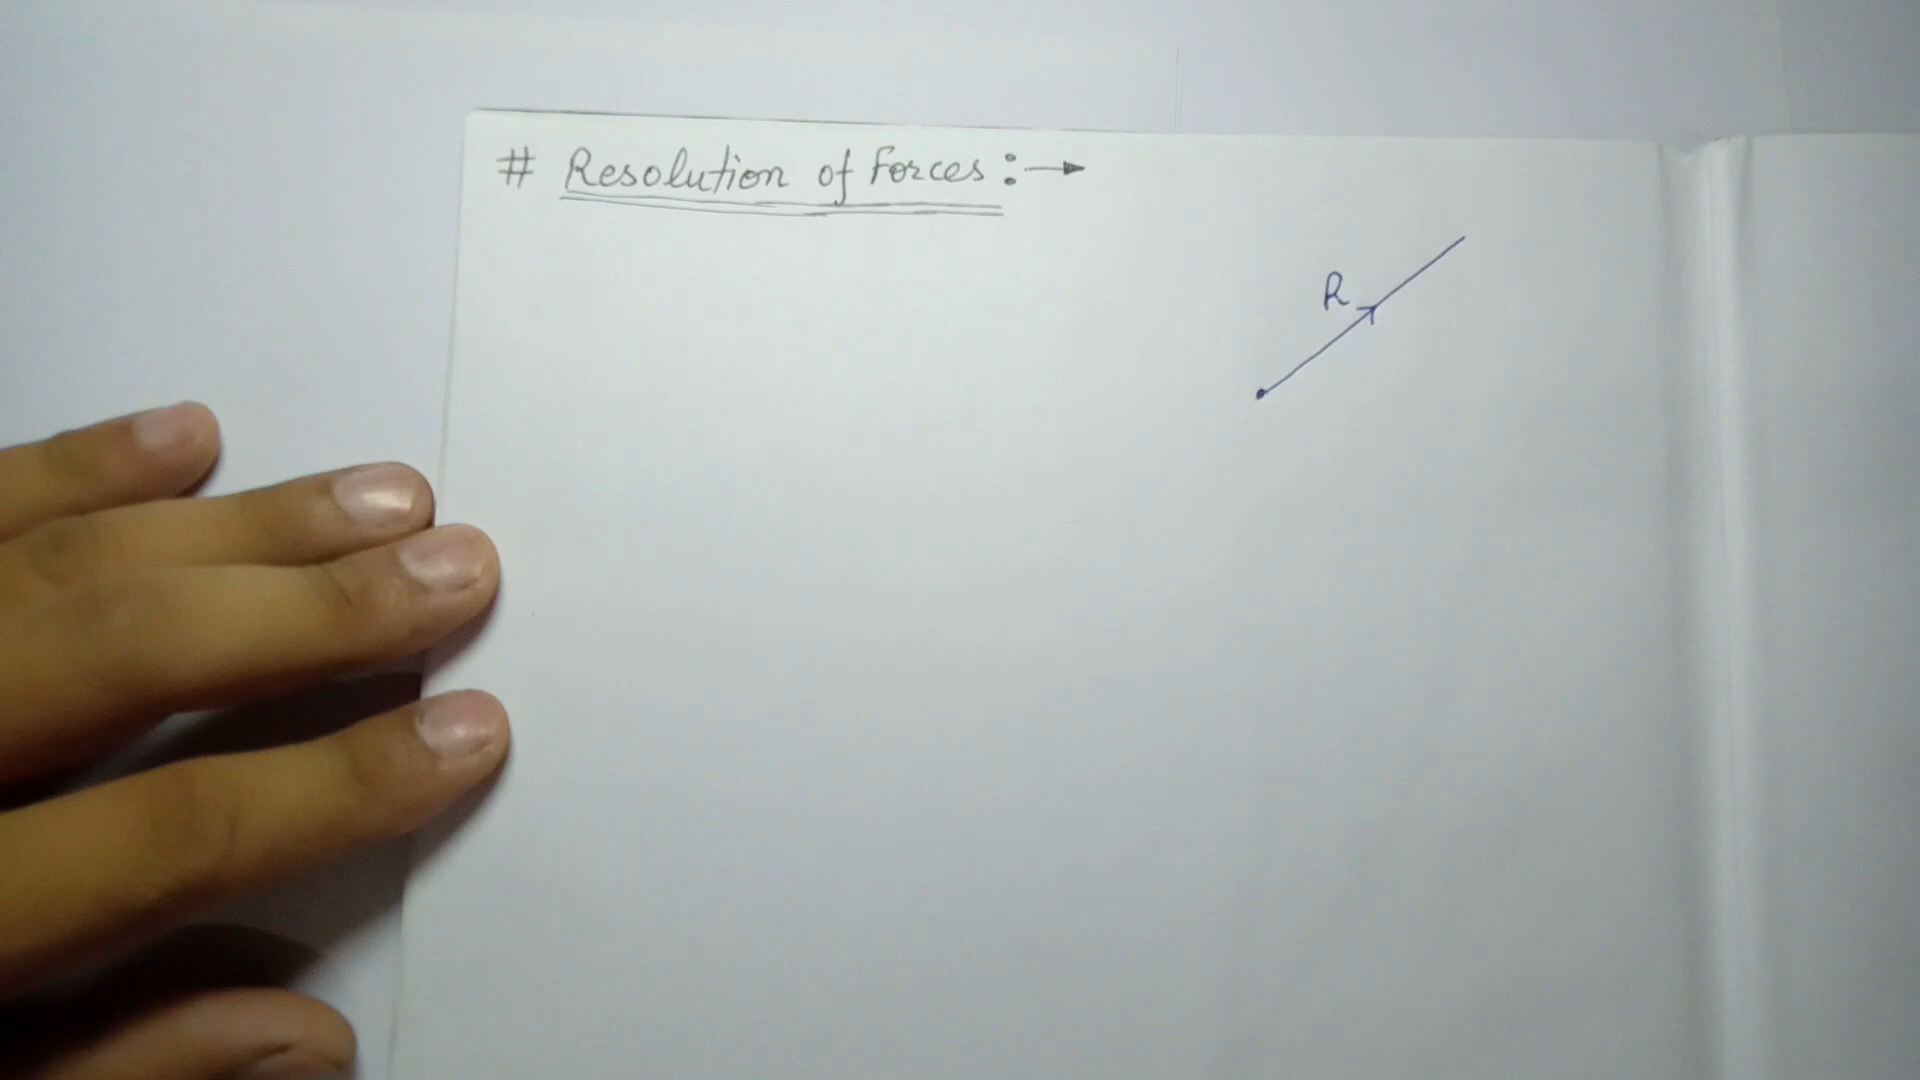 # Resolution of Forces :→
R